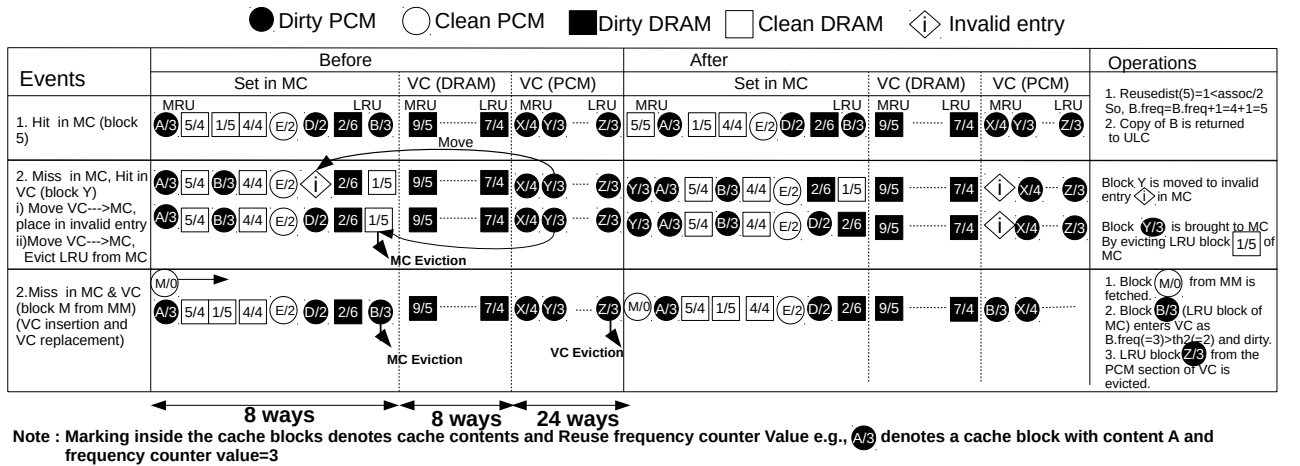 Dirty PCM Clean PCM Dirty DRAM Clean DRAM i Invalid entry
Events Before After Operations
Set in MC VC (DRAM) VC (PCM) Set in MC VC (DRAM) VC (PCM)
MRU LRU MRU LRU MRU LRU MRU LRU MRU LRU MRU LRU
1. Hit in MC (block
5)
A/3 5/4 1/5 4/4 E/2 D/2 2/6 B/3 9/5 7/4 X/4 Y/3 Z/3 5/5 A/3 1/5 4/4 E/2 D/2 2/6 B/3 9/5 7/4 X/4 Y/3 Z/3
1. Reusedist(5)=1<assoc/2
So, B.freq=B.freq+1=4+1=5
2. Copy of B is returned
to ULC
Move
2. Miss in MC, Hit in
VC (block Y)
i) Move VC--->MC,
place in invalid entry
ii)Move VC--->MC,
Evict LRU from MC
A/3 5/4 B/3 4/4 E/2 i 2/6 1/5 9/5 7/4 X/4 Y/3 Z/3 Y/3 A/3 5/4 B/3 4/4 E/2 2/6 1/5 9/5 7/4 i X/4 Z/3
A/3 5/4 B/3 4/4 E/2 D/2 2/6 1/5 9/5 7/4 X/4 Y/3 Z/3 Y/3 A/3 5/4 B/3 4/4 E/2 D/2 2/6 9/5 7/4 i X/4 Z/3
MC Eviction
Block Y is moved to invalid
entry i in MC
Block Y/3 is brought to MC
By evicting LRU block 1/5 of
MC
2.Miss in MC & VC
(block M from MM)
(VC insertion and
VC replacement)
M/0
A/3 5/4 1/5 4/4 E/2 D/2 2/6 B/3 9/5 7/4 X/4 Y/3 Z/3 M/0 A/3 5/4 1/5 4/4 E/2 D/2 2/6 9/5 7/4 B/3 X/4
MC Eviction VC Eviction
1. Block M/0 from MM is
fetched.
2. Block B/3 (LRU block of
MC) enters VC as
B.freq(=3)>th2(=2) and dirty.
3. LRU block Z/3 from the
PCM section of VC is
evicted.
8 ways 8 ways 24 ways
Note : Marking inside the cache blocks denotes cache contents and Reuse frequency counter Value e.g., A/3 denotes a cache block with content A and
frequency counter value=3